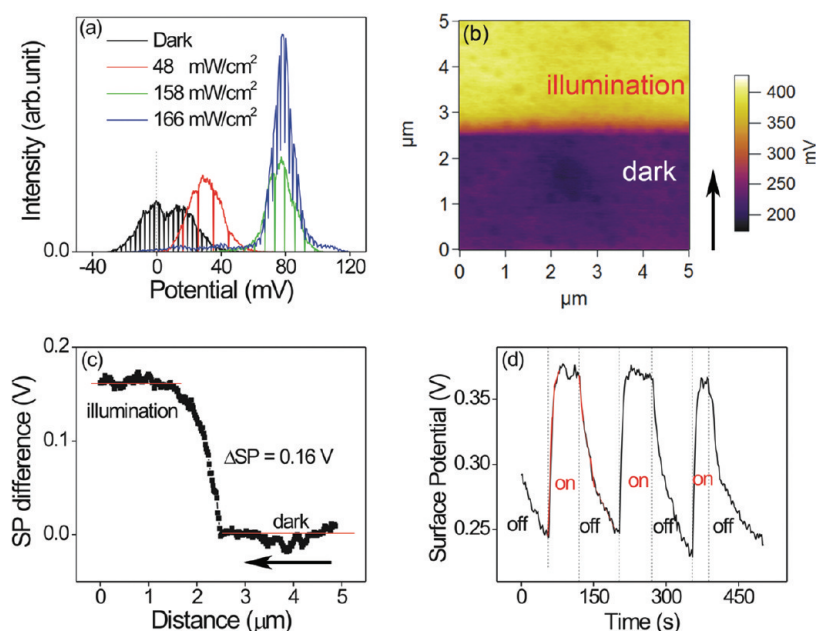 (a)
Dark
48 mW/cm²
158 mW/cm²
166 mW/cm²
Intensity (arb.unit)
0.0
-40 0 40 80 120
Potential (mV)
(b)
illumination
dark
5
4
3
2
1
0
µm
0 1 2 3 4 5
µm
400
350
300
250
200
mV
(c)
illumination
ΔSP = 0.16 V
dark
0.2
0.1
0.0
-0.1
SP difference (V)
0 1 2 3 4 5
Distance (µm)
(d)
on on on
off off off off
0.35
0.30
0.25
Surface Potential (V)
0 150 300 450
Time (s)